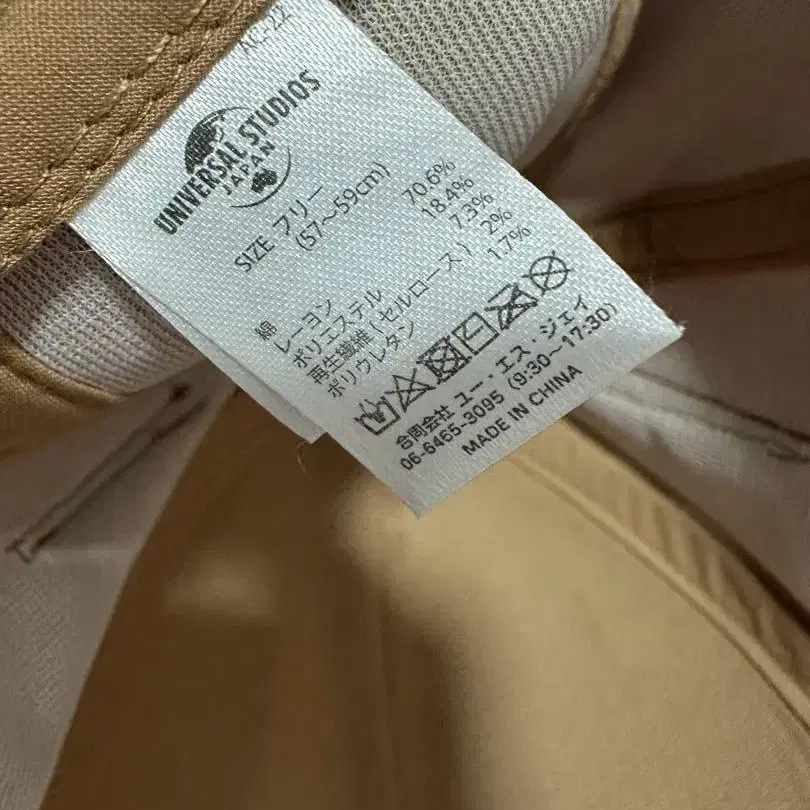 AC-22
UNIVERSAL STUDIOS
JAPAN
SIZE フリー
(57～59cm)
綿 70.6%
レーヨン 18.4%
ポリエステル 7.3%
再生繊維(セルロース) 2%
ポリウレタン 1.7%
合同会社 ユー・エス・ジェイ
06-6465-3095 (9:30～17:30)
MADE IN CHINA